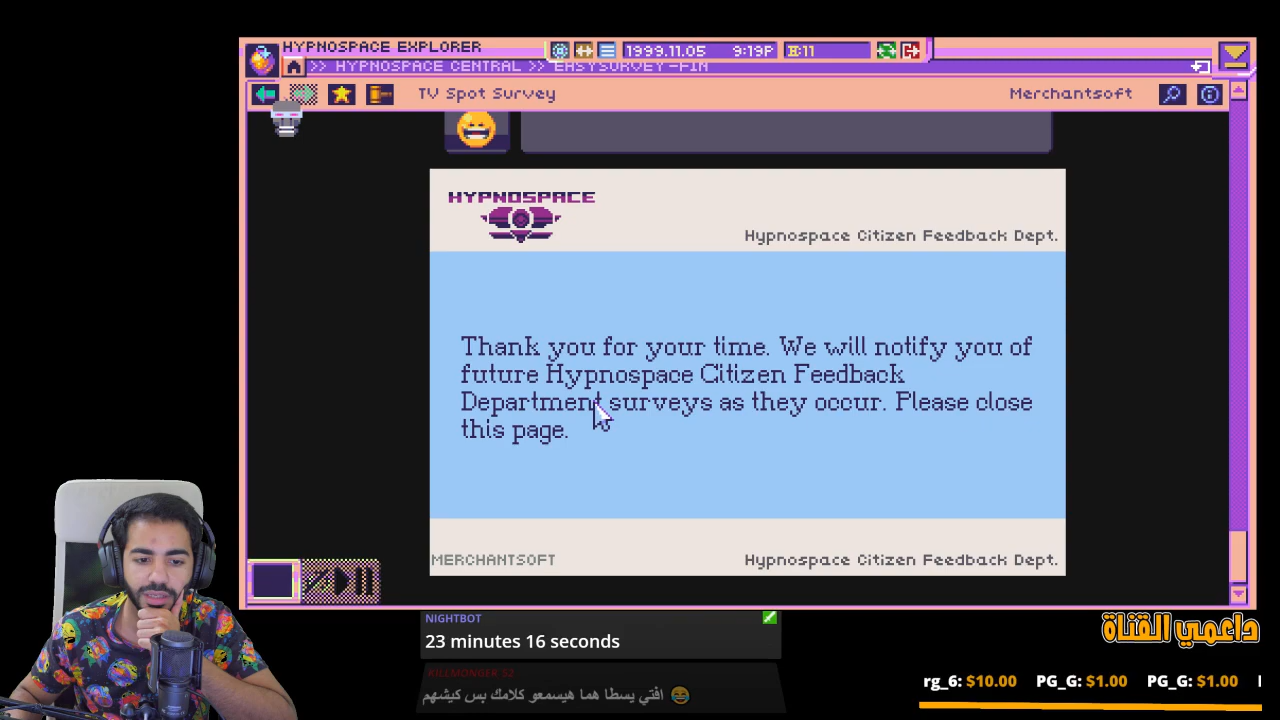 HYPNOSPACE EXPLORER
1999.11.05 9:19P ⌛:11
>> HYPNOSPACE CENTRAL >> EASYSURVEY-FIN
TV Spot Survey
Merchantsoft
HYPNOSPACE
Hypnospace Citizen Feedback Dept.
Thank you for your time. We will notify you of
future Hypnospace Citizen Feedback
Department surveys as they occur. Please close
this page.
MERCHANTSOFT
Hypnospace Citizen Feedback Dept.
NIGHTBOT
23 minutes 16 seconds
KILLMONGER 52
افتي يسطا هما هيسمعو كلامك بس كيشهم 😂
داعمي القناة
rg_6: $10.00 PG_G: $1.00 PG_G: $1.00